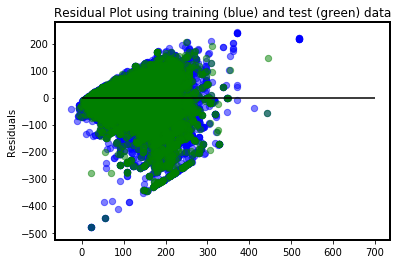 Residual Plot using training (blue) and test (green) data
Residuals
200
100
0
−100
−200
−300
−400
−500
0 100 200 300 400 500 600 700